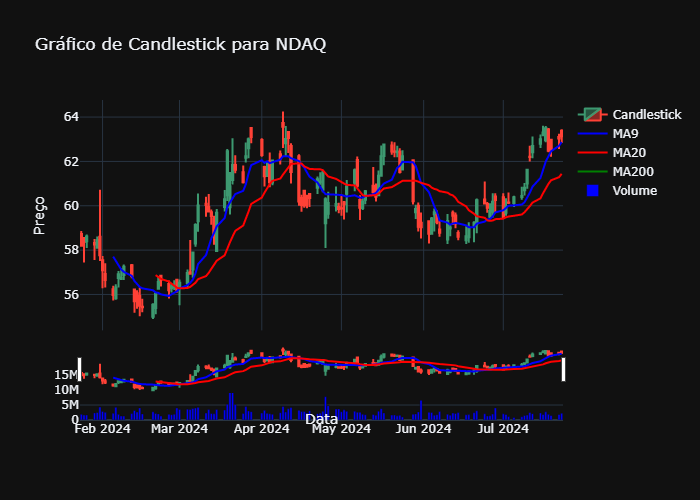 Gráfico de Candlestick para NDAQ
64
62
60
58
56
Preço
Candlestick
MA9
MA20
MA200
Volume
15M
10M
5M
0
Feb 2024
Mar 2024
Apr 2024
May 2024
Jun 2024
Jul 2024
Data